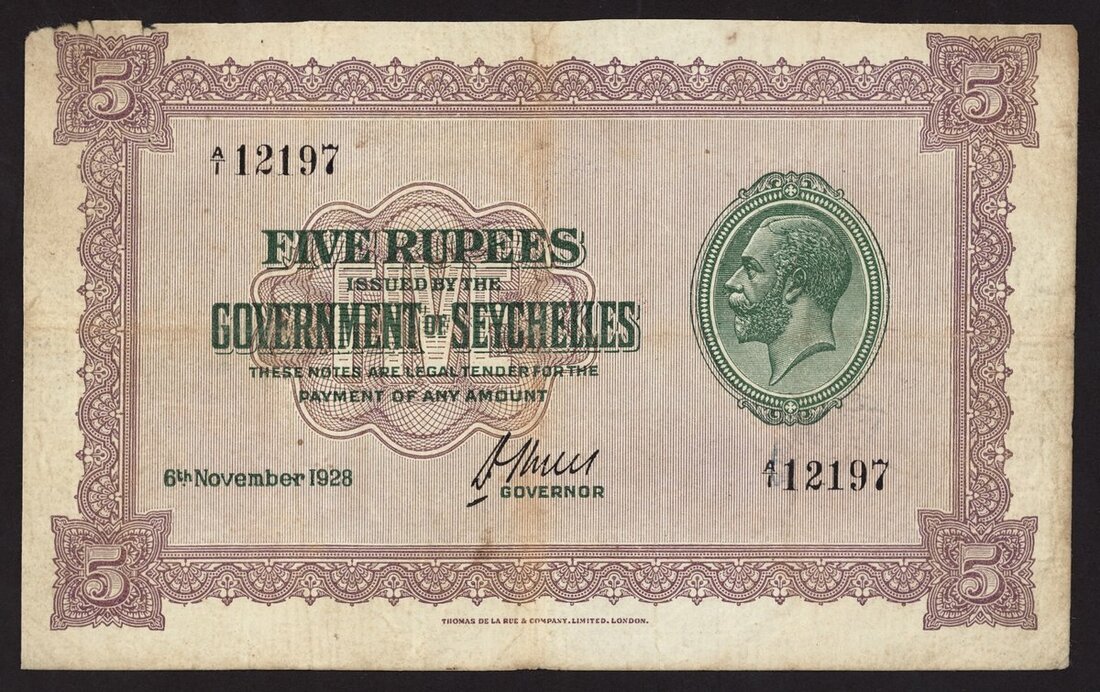 5
5
A/1 12197
FIVE RUPEES
FIVE
ISSUED BY THE
GOVERNMENT OF SEYCHELLES
THESE NOTES ARE LEGAL TENDER FOR THE
PAYMENT OF ANY AMOUNT
6th November 1928
GOVERNOR
A/1 12197
5
5
THOMAS DE LA RUE & COMPANY, LIMITED. LONDON.